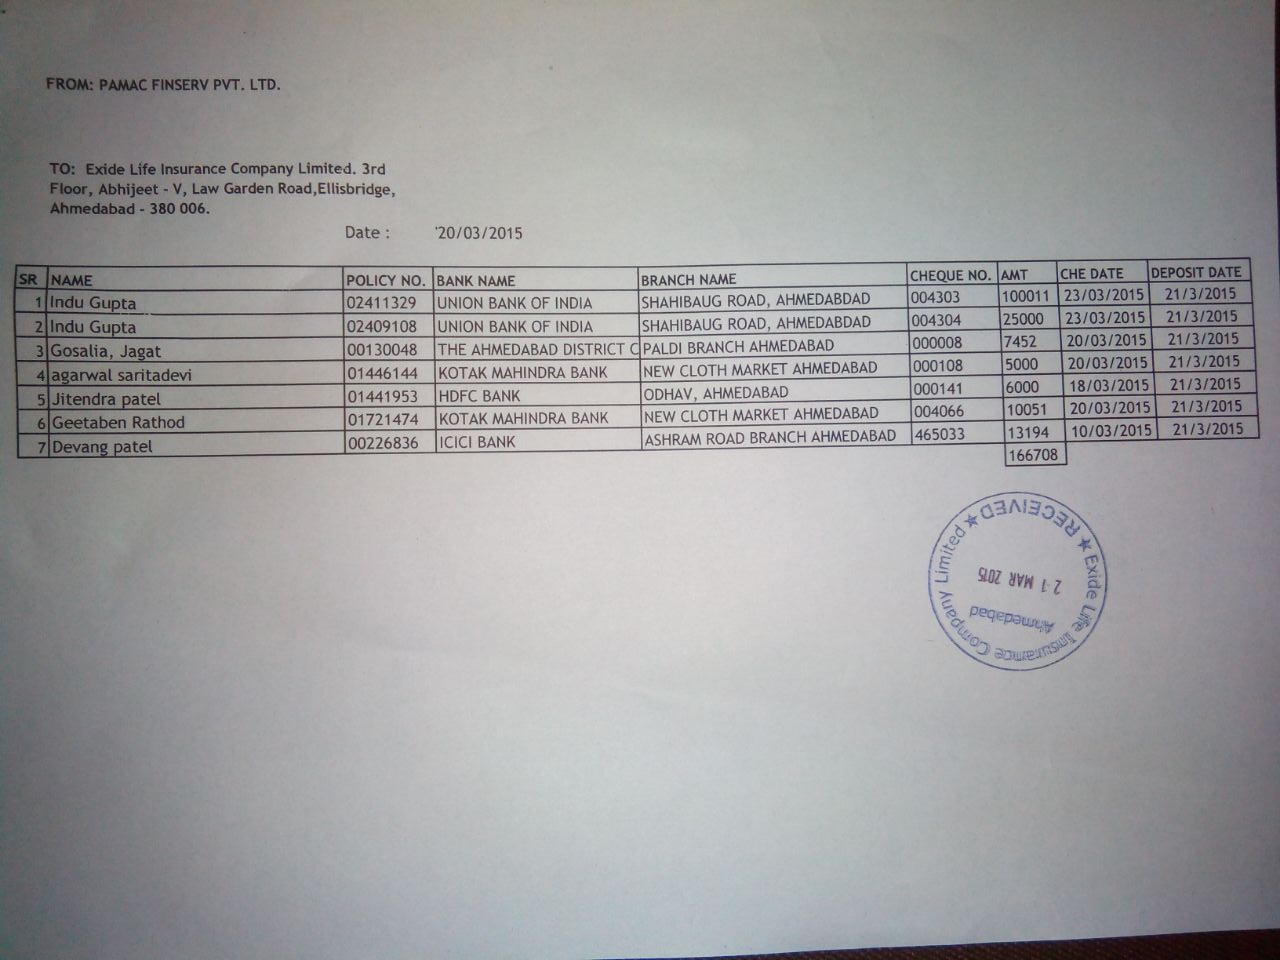 FROM: PAMAC FINSERV PVT. LTD.
TO: Exide Life Insurance Company Limited. 3rd
Floor, Abhijeet - V, Law Garden Road,Ellisbridge,
Ahmedabad - 380 006.
Date : '20/03/2015
SR NAME POLICY NO. BANK NAME BRANCH NAME CHEQUE NO. AMT CHE DATE DEPOSIT DATE
1 Indu Gupta 02411329 UNION BANK OF INDIA SHAHIBAUG ROAD, AHMEDABDAD 004303 100011 23/03/2015 21/3/2015
2 Indu Gupta 02409108 UNION BANK OF INDIA SHAHIBAUG ROAD, AHMEDABDAD 004304 25000 23/03/2015 21/3/2015
3 Gosalia, Jagat 00130048 THE AHMEDABAD DISTRICT C PALDI BRANCH AHMEDABAD 000008 7452 20/03/2015 21/3/2015
4 agarwal saritadevi 01446144 KOTAK MAHINDRA BANK NEW CLOTH MARKET AHMEDABAD 000108 5000 20/03/2015 21/3/2015
5 Jitendra patel 01441953 HDFC BANK ODHAV, AHMEDABAD 000141 6000 18/03/2015 21/3/2015
6 Geetaben Rathod 01721474 KOTAK MAHINDRA BANK NEW CLOTH MARKET AHMEDABAD 004066 10051 20/03/2015 21/3/2015
7 Devang patel 00226836 ICICI BANK ASHRAM ROAD BRANCH AHMEDABAD 465033 13194 10/03/2015 21/3/2015
166708
★ Exide Life Insurance Company Limited ★ RECEIVED
Ahmedabad
21 MAR 2015